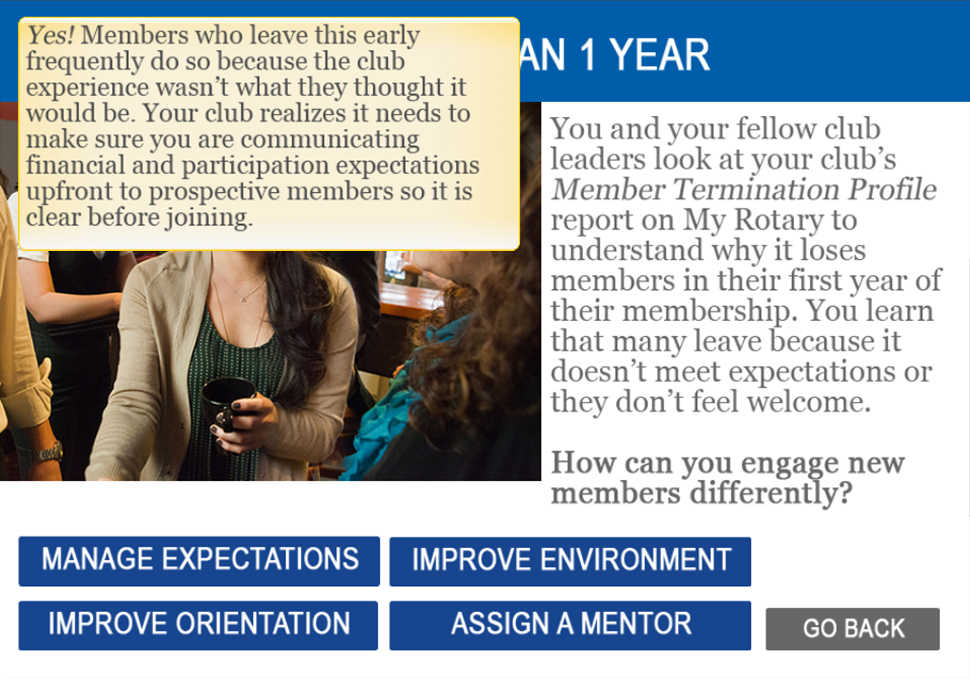 Yes! Members who leave this early
frequently do so because the club
experience wasn't what they thought it
would be. Your club realizes it needs to
make sure you are communicating
financial and participation expectations
upfront to prospective members so it is
clear before joining.
AN 1 YEAR
You and your fellow club
leaders look at your club's
Member Termination Profile
report on My Rotary to
understand why it loses
members in their first year of
their membership. You learn
that many leave because it
doesn't meet expectations or
they don't feel welcome.
How can you engage new
members differently?
MANAGE EXPECTATIONS
IMPROVE ENVIRONMENT
IMPROVE ORIENTATION
ASSIGN A MENTOR
GO BACK